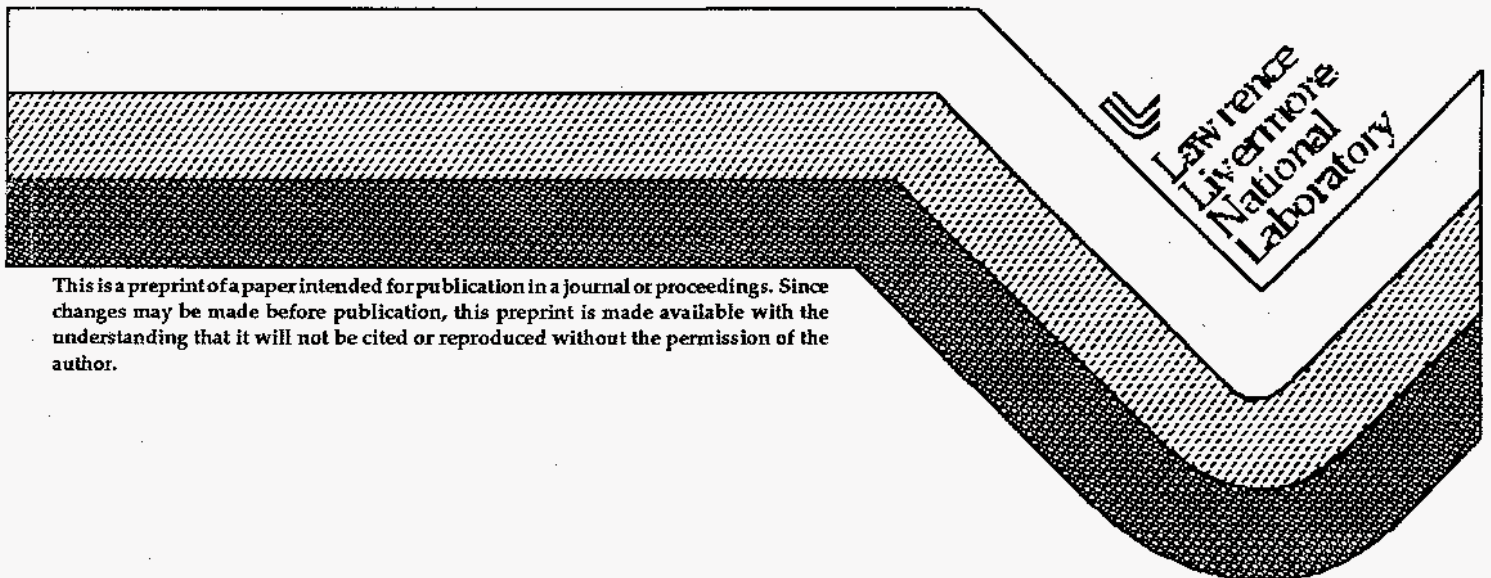 Lawrence
Livermore
National
Laboratory
This is a preprint of a paper intended for publication in a journal or proceedings. Since
changes may be made before publication, this preprint is made available with the
understanding that it will not be cited or reproduced without the permission of the
author.